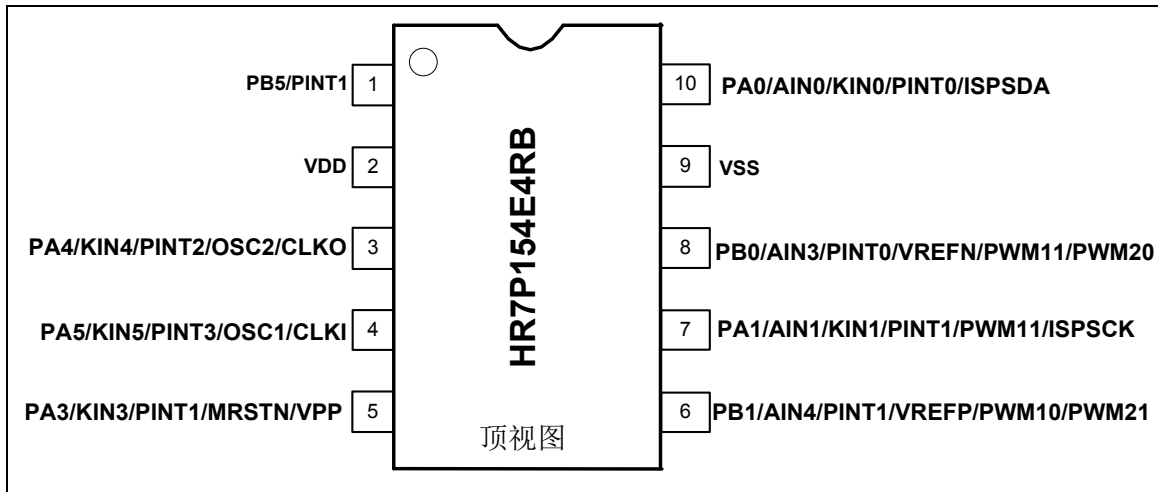 PB5/PINT1
1
VDD
2
PA4/KIN4/PINT2/OSC2/CLKO
3
PA5/KIN5/PINT3/OSC1/CLKI
4
PA3/KIN3/PINT1/MRSTN/VPP
5
HR7P154E4RB
顶视图
10
PA0/AIN0/KIN0/PINT0/ISPSDA
9
VSS
8
PB0/AIN3/PINT0/VREFN/PWM11/PWM20
7
PA1/AIN1/KIN1/PINT1/PWM11/ISPSCK
6
PB1/AIN4/PINT1/VREFP/PWM10/PWM21